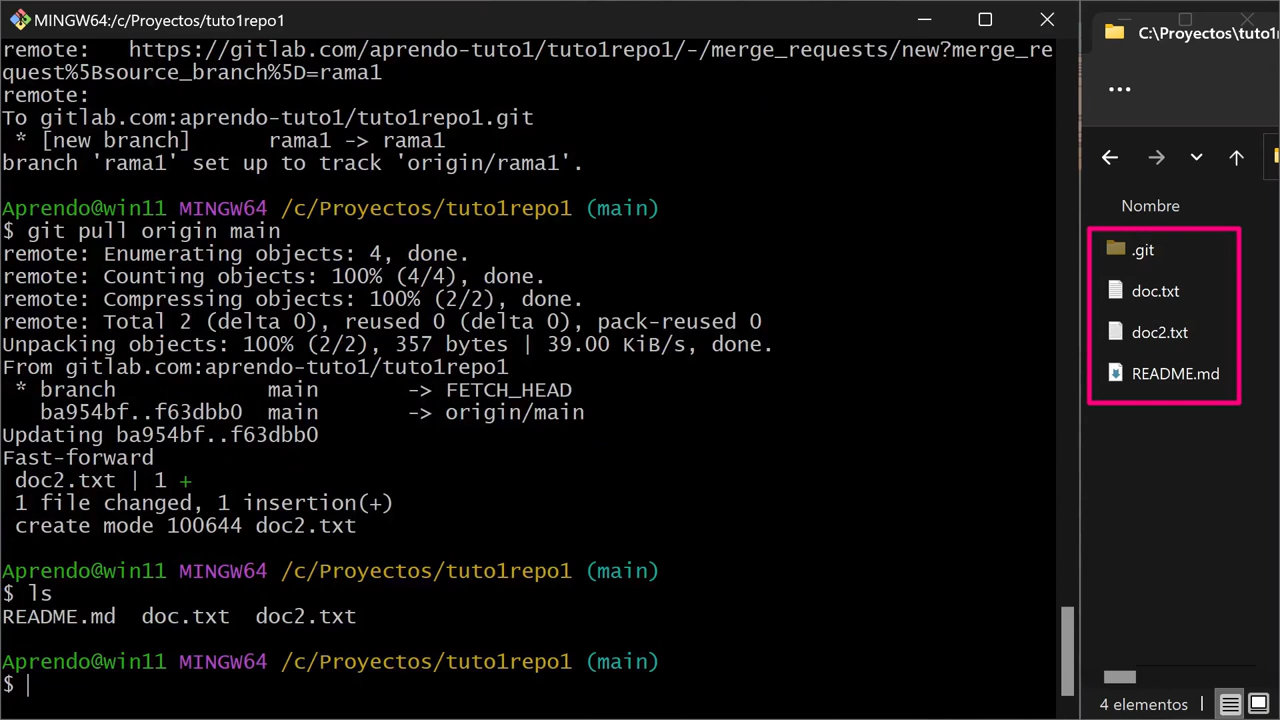 MINGW64:/c/Proyectos/tuto1repo1
remote:   https://gitlab.com/aprendo-tuto1/tuto1repo1/-/merge_requests/new?merge_re
quest%5Bsource_branch%5D=rama1
remote:
To gitlab.com:aprendo-tuto1/tuto1repo1.git
 * [new branch]      rama1 -> rama1
branch 'rama1' set up to track 'origin/rama1'.
Aprendo@win11 MINGW64 /c/Proyectos/tuto1repo1 (main)
$ git pull origin main
remote: Enumerating objects: 4, done.
remote: Counting objects: 100% (4/4), done.
remote: Compressing objects: 100% (2/2), done.
remote: Total 2 (delta 0), reused 0 (delta 0), pack-reused 0
Unpacking objects: 100% (2/2), 357 bytes | 39.00 KiB/s, done.
From gitlab.com:aprendo-tuto1/tuto1repo1
 * branch            main       -> FETCH_HEAD
   ba954bf..f63dbb0  main       -> origin/main
Updating ba954bf..f63dbb0
Fast-forward
 doc2.txt | 1 +
 1 file changed, 1 insertion(+)
 create mode 100644 doc2.txt
Aprendo@win11 MINGW64 /c/Proyectos/tuto1repo1 (main)
$ ls
README.md  doc.txt  doc2.txt
Aprendo@win11 MINGW64 /c/Proyectos/tuto1repo1 (main)
$
C:\Proyectos\tuto1
...
Nombre
.git
doc.txt
doc2.txt
README.md
4 elementos